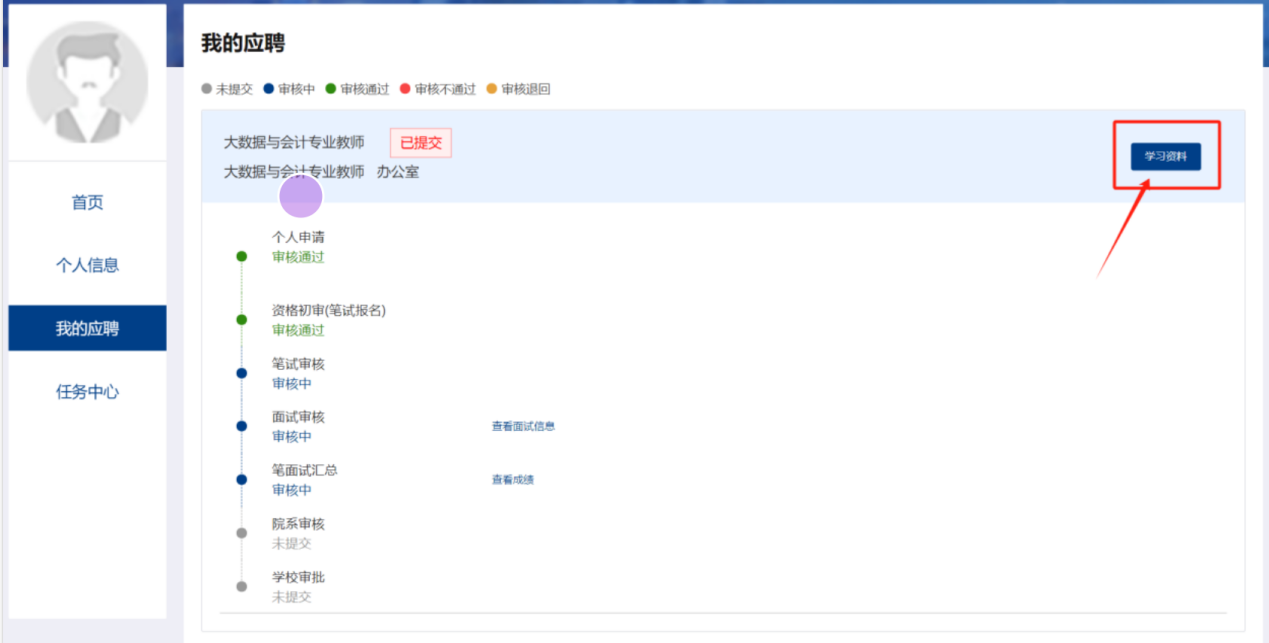 我的应聘
未提交 审核中 审核通过 审核不通过 审核退回
大数据与会计专业教师 已提交
大数据与会计专业教师 办公室
学习资料
首页
个人信息
我的应聘
任务中心
个人申请
审核通过
资格初审(笔试报名)
审核通过
笔试审核
审核中
面试审核
审核中
查看面试信息
笔面试汇总
审核中
查看成绩
院系审核
未提交
学校审批
未提交